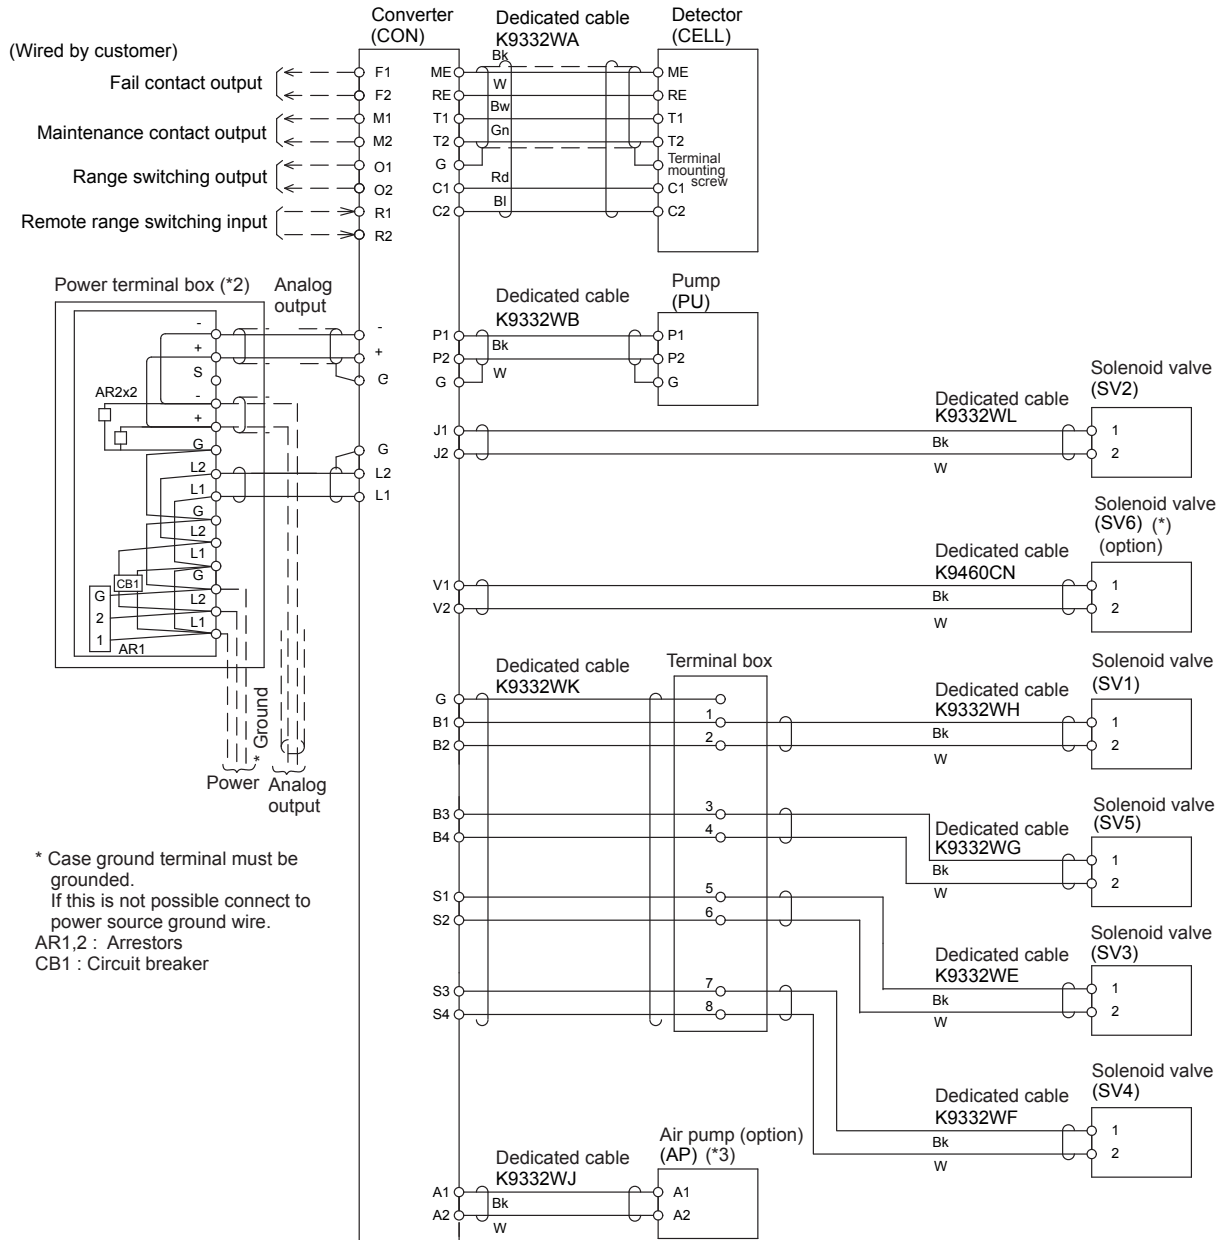 Converter
(CON)
Dedicated cable
K9332WA
Detector
(CELL)
(Wired by customer)
Fail contact output
Maintenance contact output
Range switching output
Remote range switching input
F1
F2
M1
M2
O1
O2
R1
R2
ME
RE
T1
T2
G
C1
C2
Bk
W
Bw
Gn
Rd
Bl
ME
RE
T1
T2
Terminal
mounting
screw
C1
C2
Power terminal box (*2)
Analog
output
-
+
S
-
+
G
L2
L1
G
L2
L1
G
L2
L1
AR2x2
CB1
G
2
1
AR1
-
+
G
G
L2
L1
Power
* Ground
Analog
output
Dedicated cable
K9332WB
Pump
(PU)
P1
P2
G
Bk
W
P1
P2
G
J1
J2
Dedicated cable
K9332WL
Bk
W
Solenoid valve
(SV2)
1
2
V1
V2
Dedicated cable
K9460CN
Bk
W
Solenoid valve
(SV6) (*)
(option)
1
2
Dedicated cable
K9332WK
Terminal box
G
B1
B2
B3
B4
S1
S2
S3
S4
1
2
3
4
5
6
7
8
Dedicated cable
K9332WH
Bk
W
Solenoid valve
(SV1)
1
2
Dedicated cable
K9332WG
Bk
W
Solenoid valve
(SV5)
1
2
Dedicated cable
K9332WE
Bk
W
Solenoid valve
(SV3)
1
2
Dedicated cable
K9332WF
Bk
W
Solenoid valve
(SV4)
1
2
Dedicated cable
K9332WJ
Air pump (option)
(AP) (*3)
A1
A2
Bk
W
A1
A2
* Case ground terminal must be
grounded.
If this is not possible connect to
power source ground wire.
AR1,2 : Arrestors
CB1 : Circuit breaker